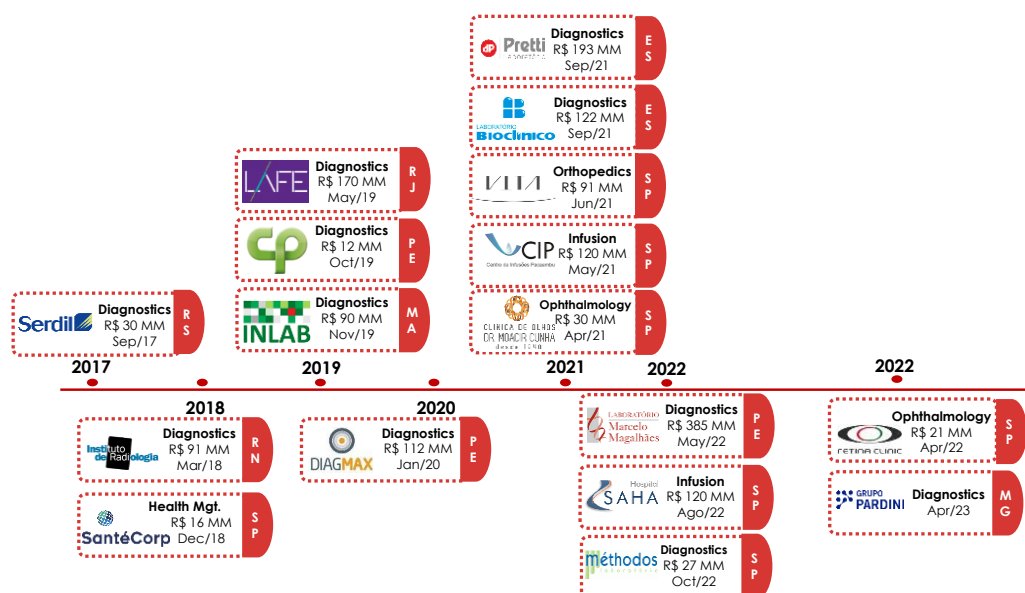 Pretti
Laboratório
Diagnostics
R$ 193 MM
Sep/21
ES
LABORATÓRIO
Bioclínico
Diagnostics
R$ 122 MM
Sep/21
ES
Orthopedics
R$ 91 MM
Jun/21
SP
CIP
Centro de Infusões Pacaembu
Infusion
R$ 120 MM
May/21
SP
CLINICA DE OLHOS
DR MOACIR CUNHA
desde 1890
Ophthalmology
R$ 30 MM
Apr/21
SP
LAFE
Diagnostics
R$ 170 MM
May/19
RJ
cp
Diagnostics
R$ 12 MM
Oct/19
PE
INLAB
Diagnostics
R$ 90 MM
Nov/19
MA
Serdil
Diagnostics
R$ 30 MM
Sep/17
RS
2017
2019
2021
2022
2022
2018
2020
Instituto
de Radiologia
Diagnostics
R$ 91 MM
Mar/18
RN
SantéCorp
Health Mgt.
R$ 16 MM
Dec/18
SP
DIAGMAX
Diagnostics
R$ 112 MM
Jan/20
PE
LABORATÓRIO
Marcelo
Magalhães
Diagnostics
R$ 385 MM
May/22
PE
Hospital
SAHA
Infusion
R$ 120 MM
Ago/22
SP
méthodos
laboratório
Diagnostics
R$ 27 MM
Oct/22
SP
RETINA CLINIC
Ophthalmology
R$ 21 MM
Apr/22
SP
GRUPO
PARDINI
Diagnostics
Apr/23
MG